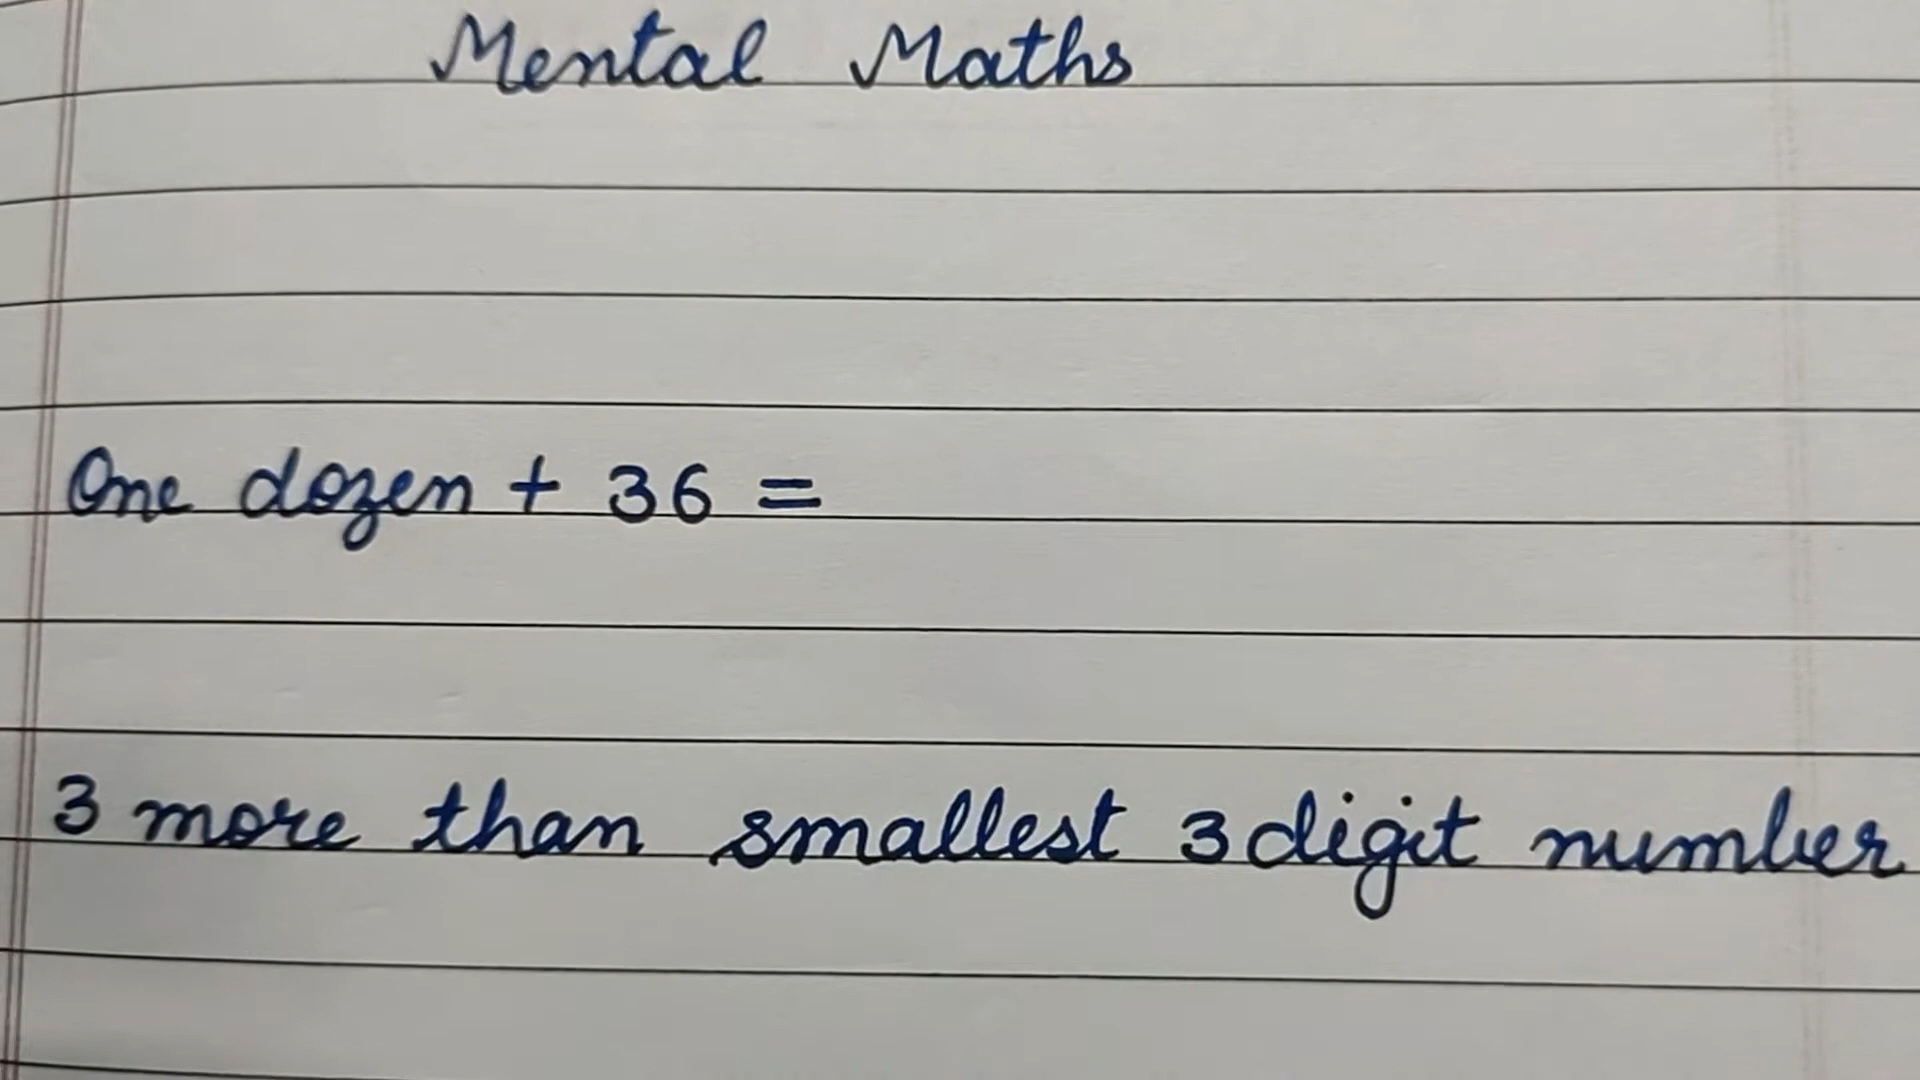 Mental Maths
One dozen + 36 =
3 more than smallest 3 digit number